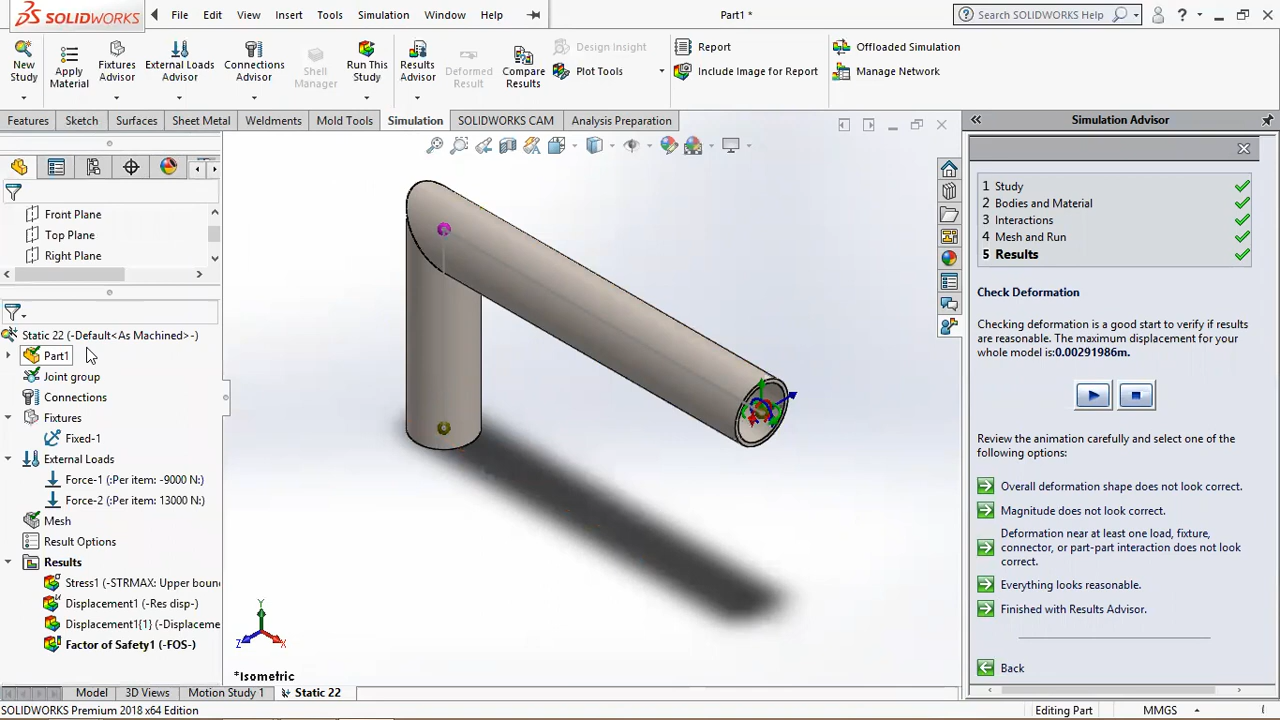 SOLIDWORKS
File Edit View Insert Tools Simulation Window Help
Part1 *
Search SOLIDWORKS Help
New Study
Apply Material
Fixtures Advisor
External Loads Advisor
Connections Advisor
Shell Manager
Run This Study
Results Advisor
Deformed Result
Compare Results
Design Insight
Plot Tools
Report
Include Image for Report
Offloaded Simulation
Manage Network
Features Sketch Surfaces Sheet Metal Weldments Mold Tools Simulation SOLIDWORKS CAM Analysis Preparation
Front Plane
Top Plane
Right Plane
Static 22 (-Default<As Machined>-)
Part1
Joint group
Connections
Fixtures
Fixed-1
External Loads
Force-1 (:Per item: -9000 N:)
Force-2 (:Per item: 13000 N:)
Mesh
Result Options
Results
Stress1 (-STRMAX: Upper boun
Displacement1 (-Res disp-)
Displacement1{1} (-Displaceme
Factor of Safety1 (-FOS-)
Y
Z
X
*Isometric
Simulation Advisor
1 Study
2 Bodies and Material
3 Interactions
4 Mesh and Run
5 Results
Check Deformation
Checking deformation is a good start to verify if results
are reasonable. The maximum displacement for your
whole model is:0.00291986m.
Review the animation carefully and select one of the
following options:
Overall deformation shape does not look correct.
Magnitude does not look correct.
Deformation near at least one load, fixture,
connector, or part-part interaction does not look
correct.
Everything looks reasonable.
Finished with Results Advisor.
Back
Model 3D Views Motion Study 1 Static 22
SOLIDWORKS Premium 2018 x64 Edition
Editing Part
MMGS